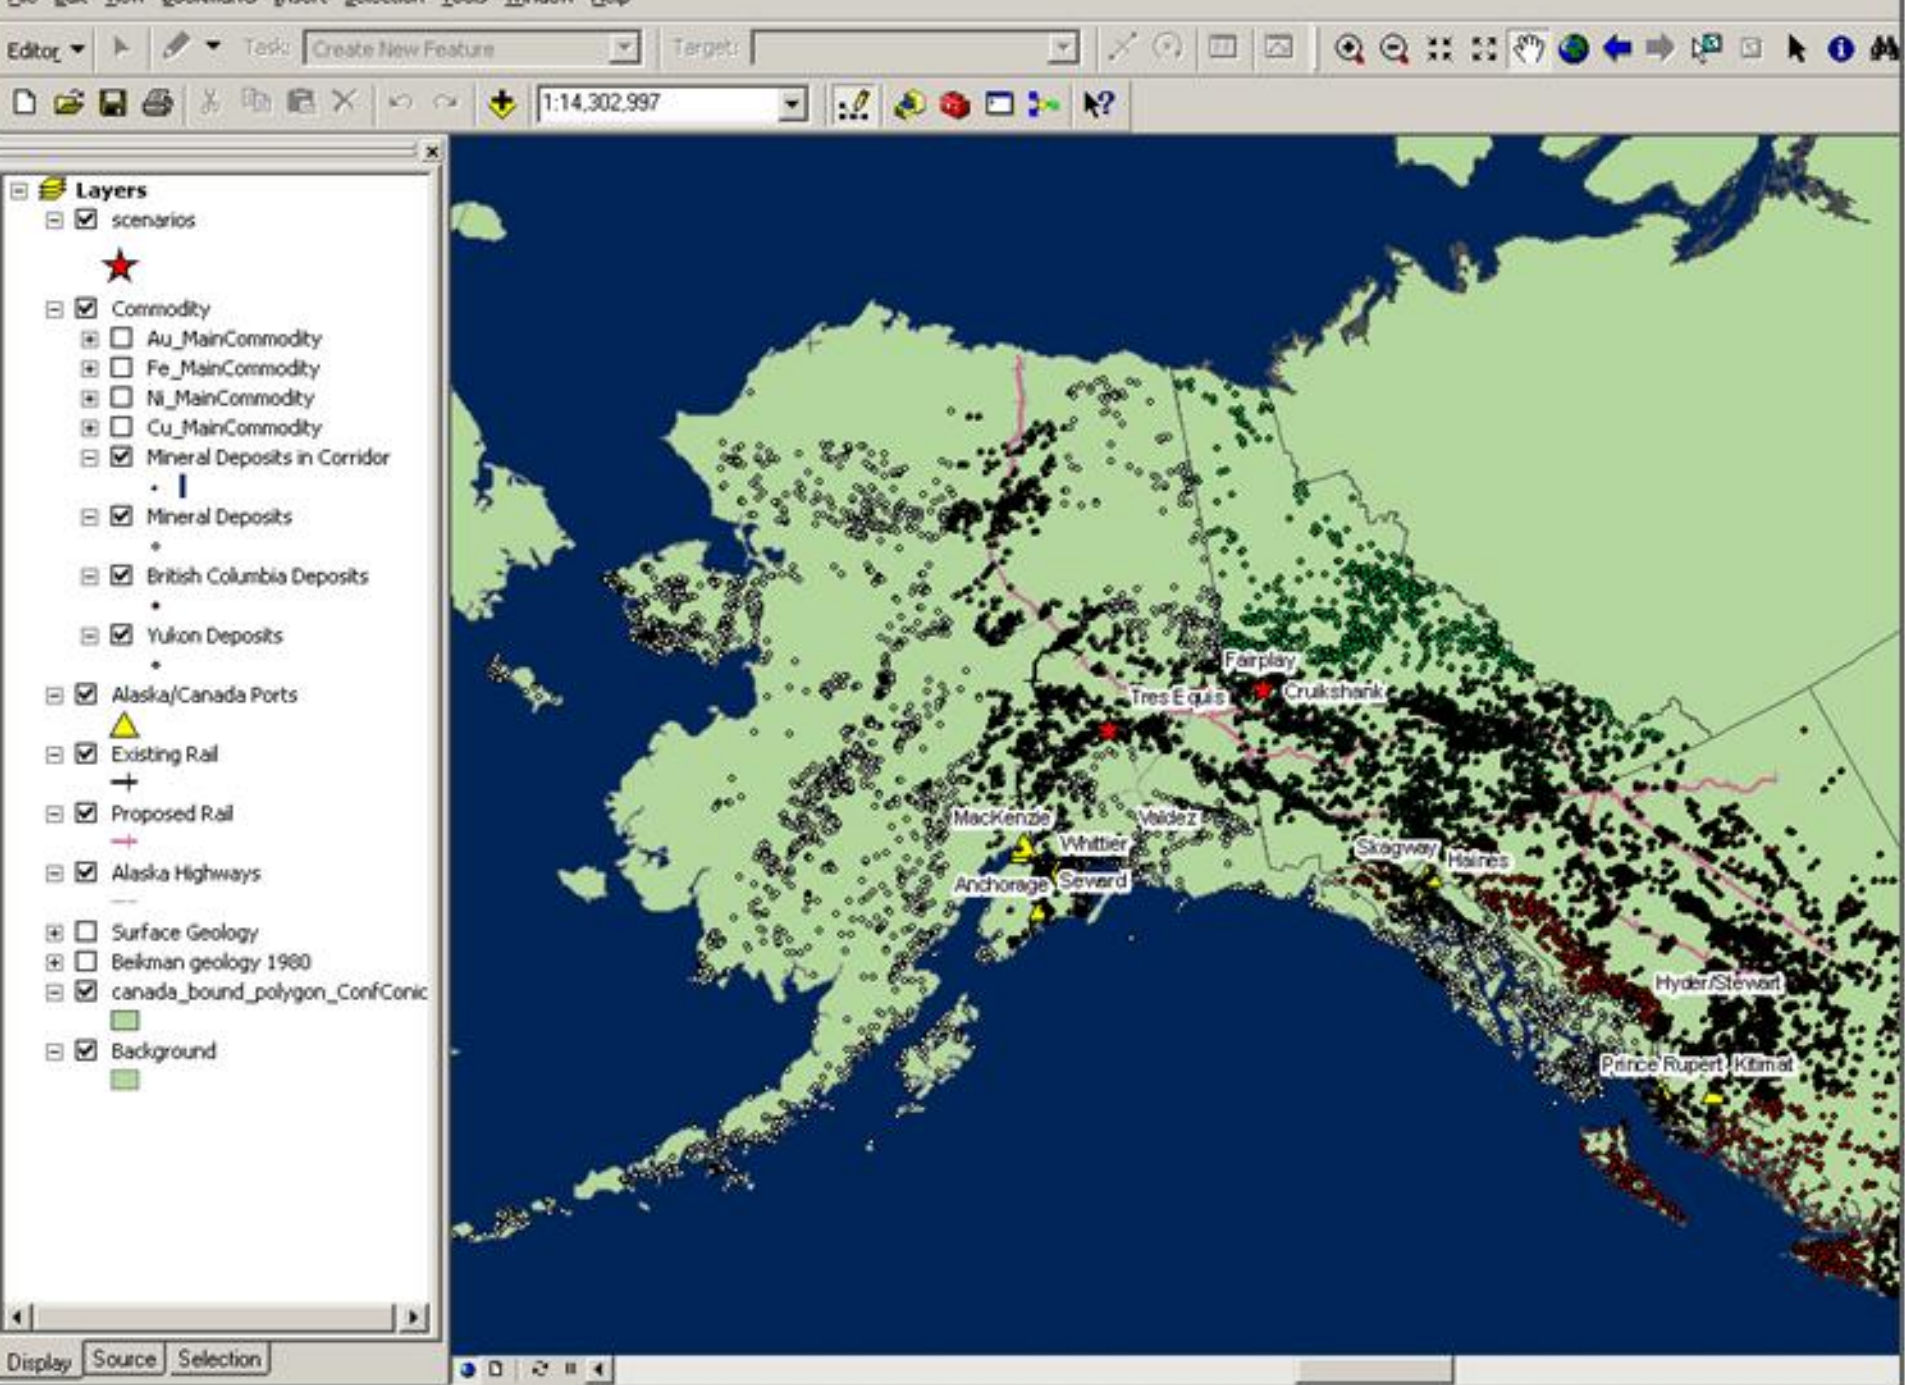 Editor Task: Create New Feature Target:
1:14,302,997
Layers
scenarios
Commodity
Au_MainCommodity
Fe_MainCommodity
Ni_MainCommodity
Cu_MainCommodity
Mineral Deposits in Corridor
Mineral Deposits
British Columbia Deposits
Yukon Deposits
Alaska/Canada Ports
Existing Rail
Proposed Rail
Alaska Highways
Surface Geology
Beikman geology 1980
canada_bound_polygon_ConfConic
Background
Display Source Selection
Fairplay
Tres Equis Cruikshank
MacKenzie Valdez
Whittier Skagway Haines
Anchorage Seward
Hyder/Stewart
Prince Rupert Kitimat